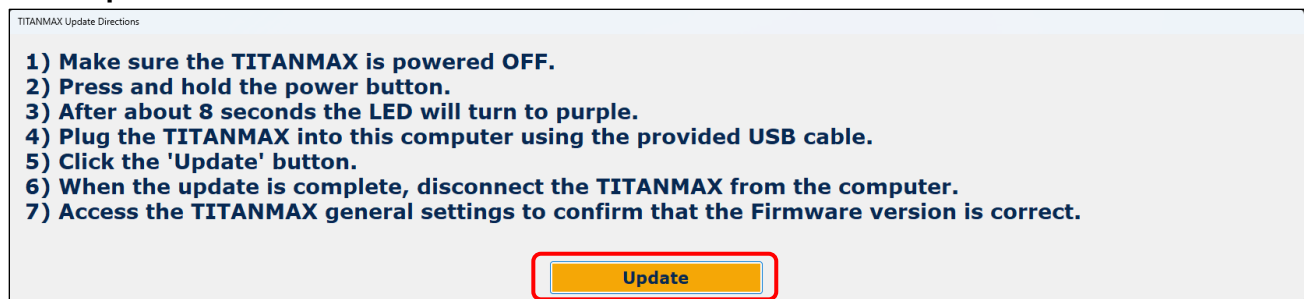 TITANMAX Update Directions
1) Make sure the TITANMAX is powered OFF.
2) Press and hold the power button.
3) After about 8 seconds the LED will turn to purple.
4) Plug the TITANMAX into this computer using the provided USB cable.
5) Click the 'Update' button.
6) When the update is complete, disconnect the TITANMAX from the computer.
7) Access the TITANMAX general settings to confirm that the Firmware version is correct.
Update